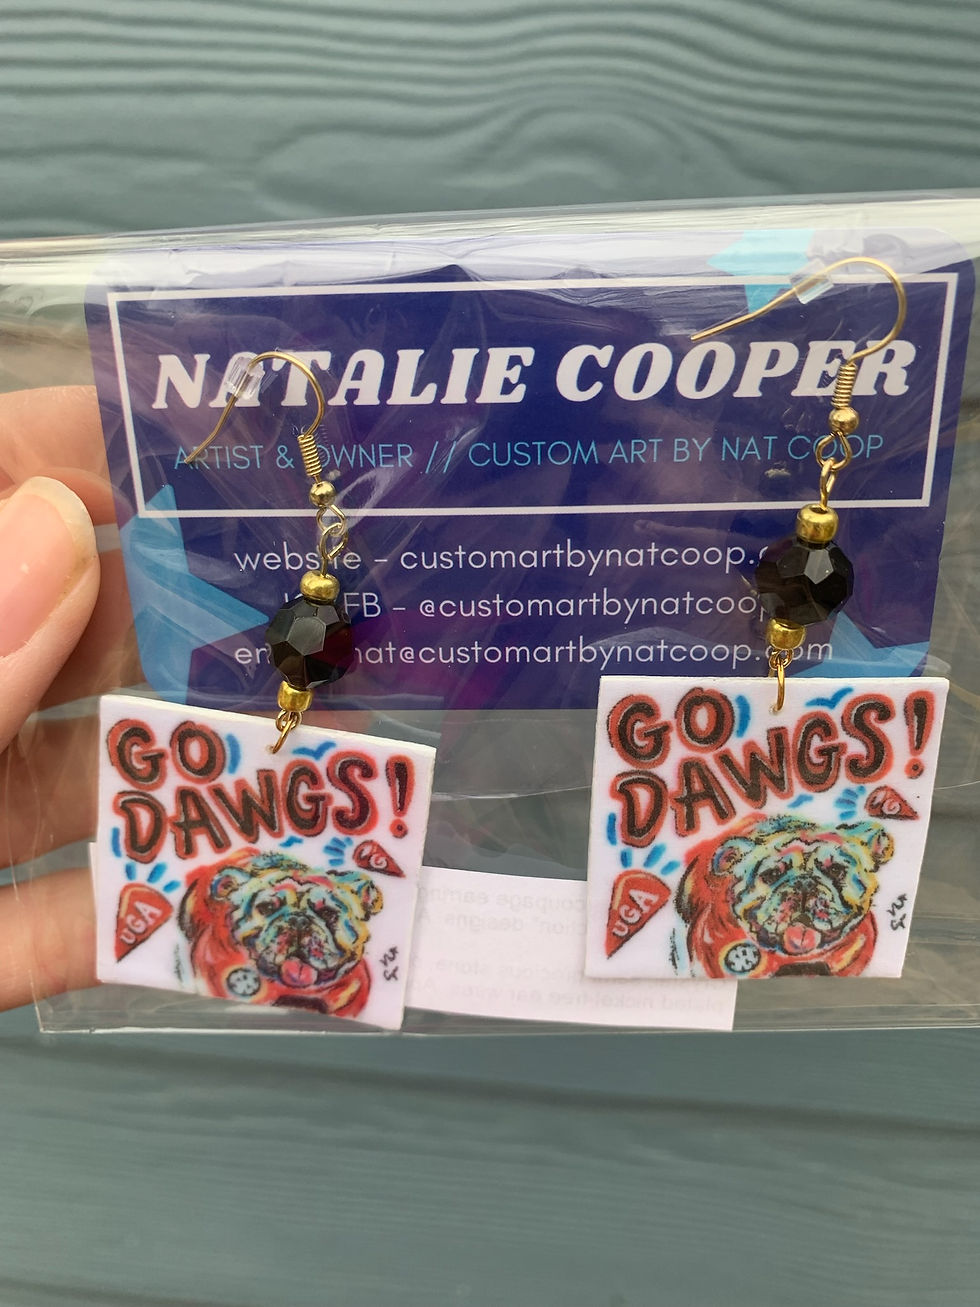 NATALIE COOPER
ARTIST & OWNER // CUSTOM ART BY NAT COOP
website - customartbynatcoop.
FB - @customartbynatcoop
nat@customartbynatcoop.com
GO
DAWGS!
UGA
G
GO
DAWGS!
UGA
G